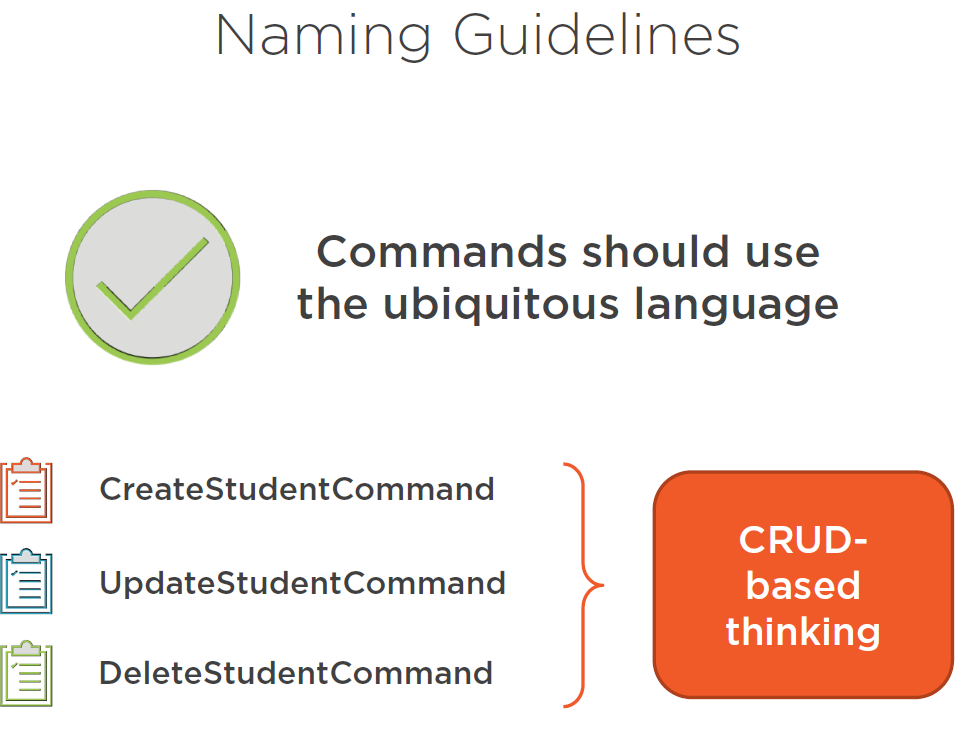 Naming Guidelines
Commands should use
the ubiquitous language
CreateStudentCommand
UpdateStudentCommand
DeleteStudentCommand
CRUD-
based
thinking